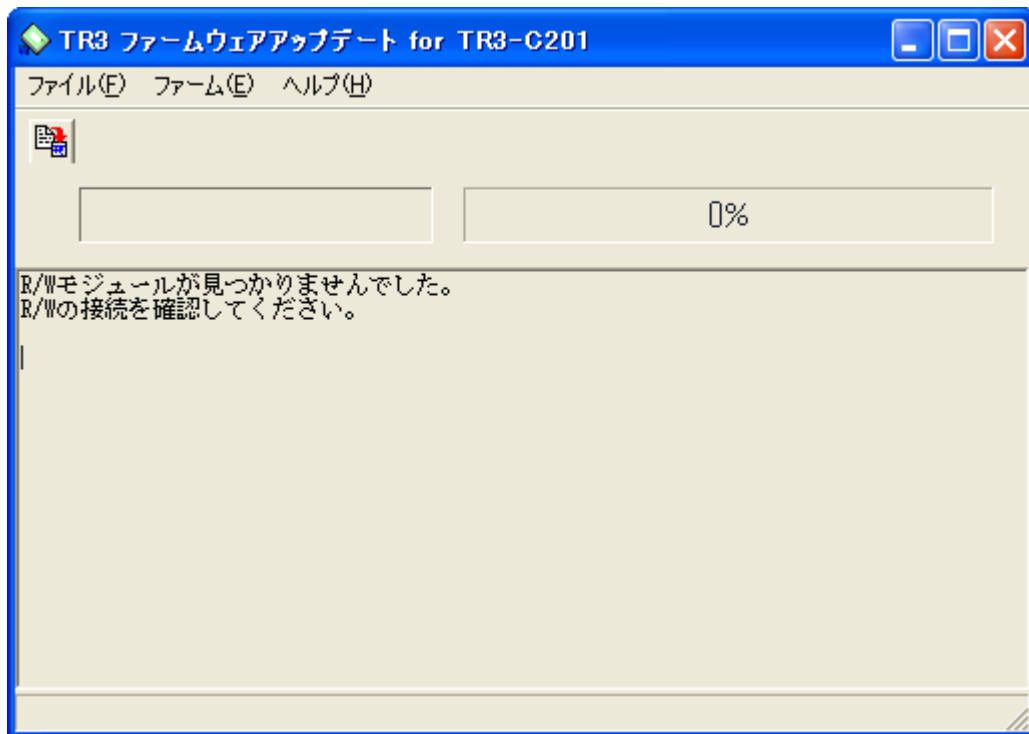 TR3 ファームウェアアップデート for TR3-C201
ファイル(F) ファーム(E) ヘルプ(H)
0%
R/Wモジュールが見つかりませんでした。
R/Wの接続を確認してください。